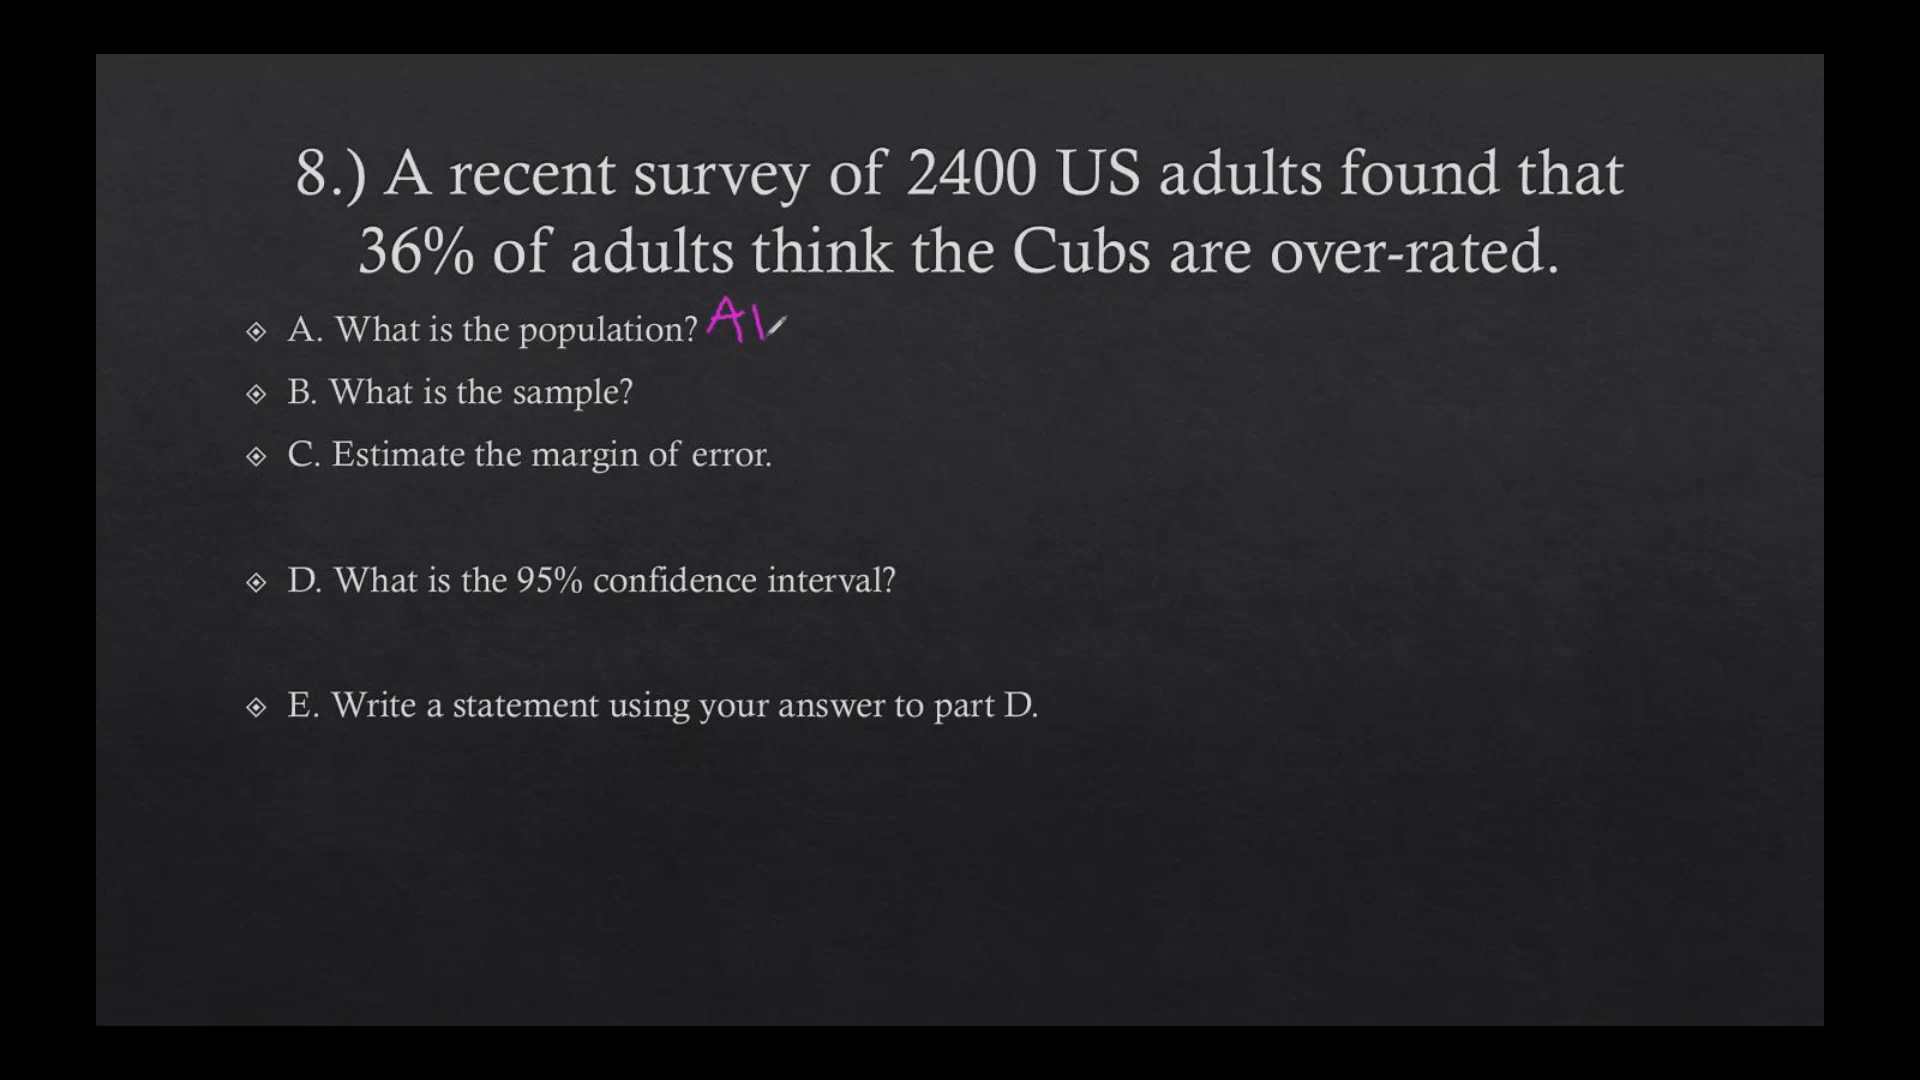 8.) A recent survey of 2400 US adults found that
36% of adults think the Cubs are over-rated.
A. What is the population? Al
B. What is the sample?
C. Estimate the margin of error.
D. What is the 95% confidence interval?
E. Write a statement using your answer to part D.